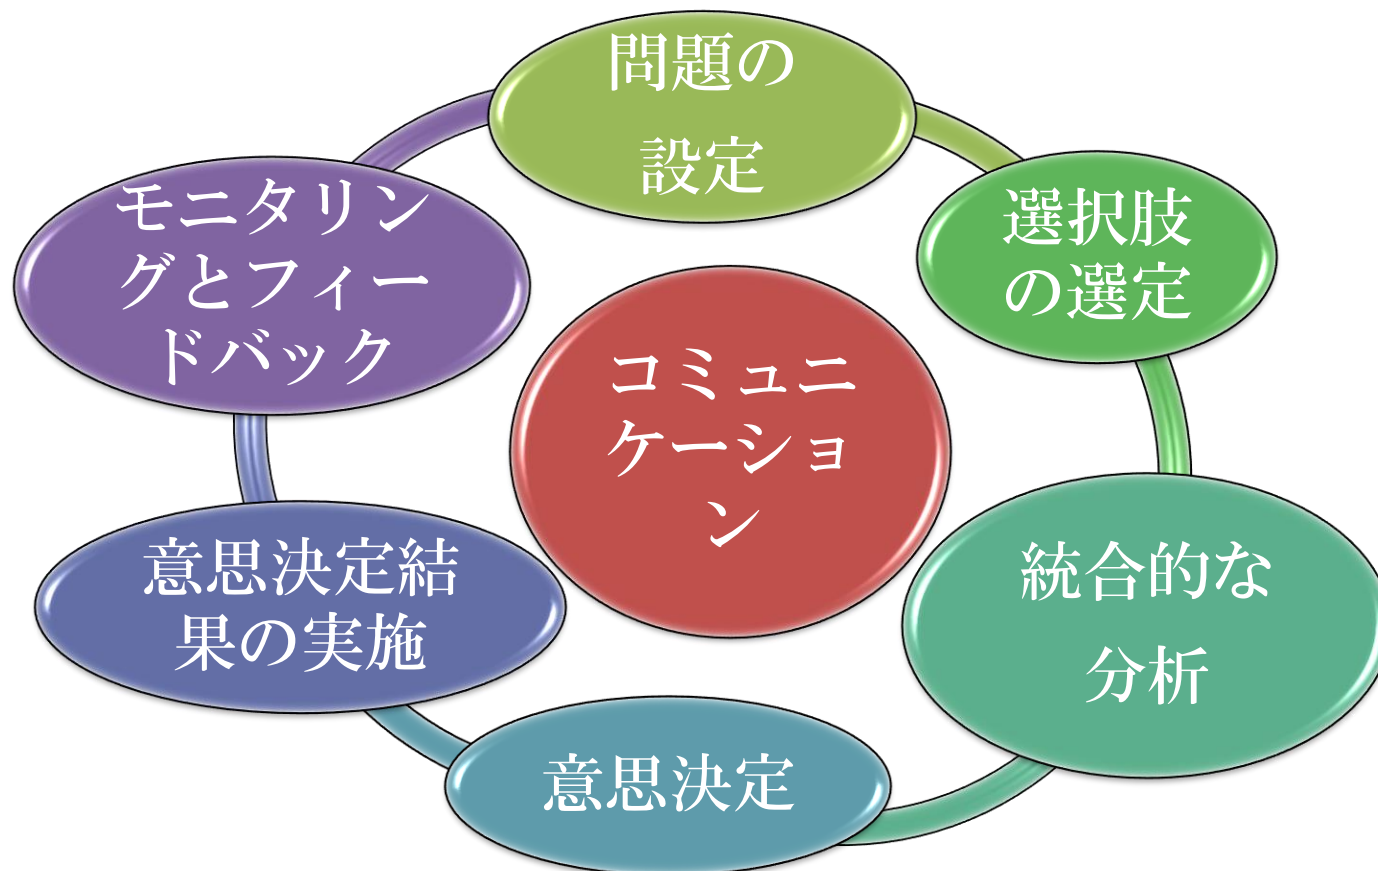 問題の
設定
選択肢
の選定
統合的な
分析
意思決定
意思決定結
果の実施
モニタリン
グとフィー
ドバック
コミュニ
ケーショ
ン